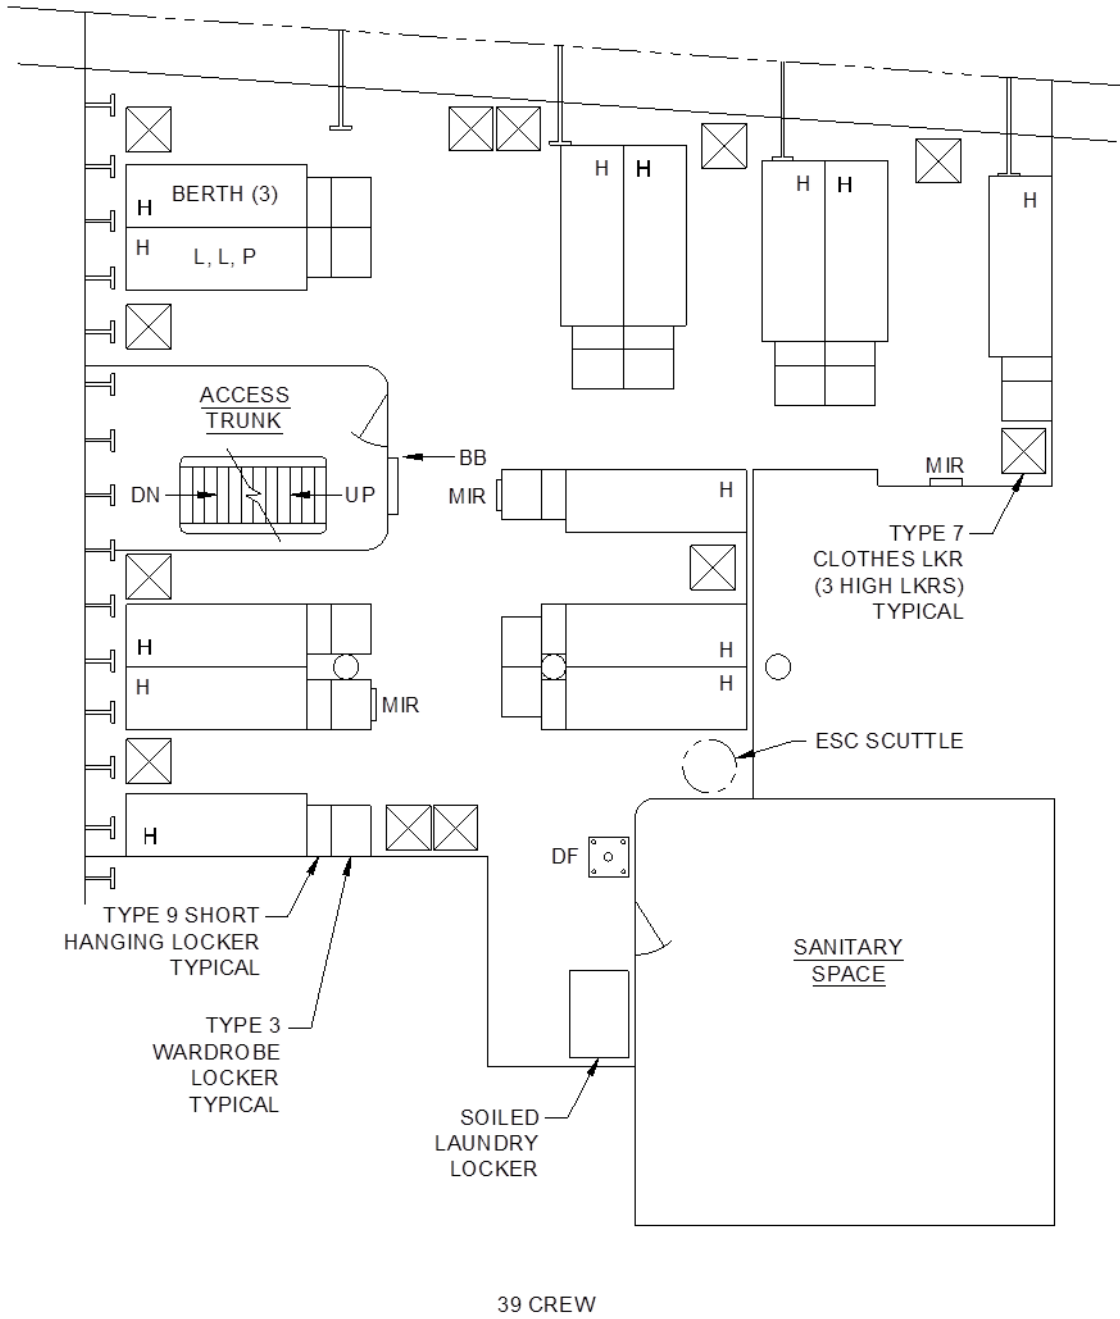 H H
H H
H
BERTH (3)
H
H
L, L, P
ACCESS
TRUNK
BB
DN
UP
MIR
H
MIR
TYPE 7
CLOTHES LKR
(3 HIGH LKRS)
TYPICAL
H
H
H
H
MIR
ESC SCUTTLE
H
DF
TYPE 9 SHORT
HANGING LOCKER
TYPICAL
SANITARY
SPACE
TYPE 3
WARDROBE
LOCKER
TYPICAL
SOILED
LAUNDRY
LOCKER
39 CREW